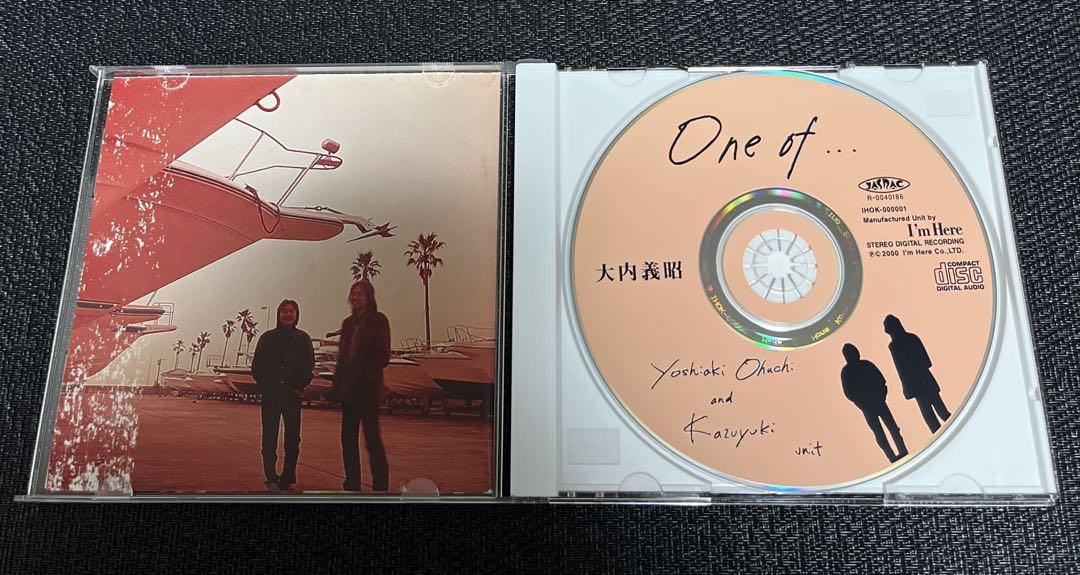 One of...
JASRAC
R-0040186
IHOK-000001
Manufactured Unit by
I'm Here
STEREO DIGITAL RECORDING
℗©2000 I'm Here Co.,LTD.
COMPACT
disc
DIGITAL AUDIO
大内義昭
Yoshiaki Ohuchi
and
Kazuyuki
unit